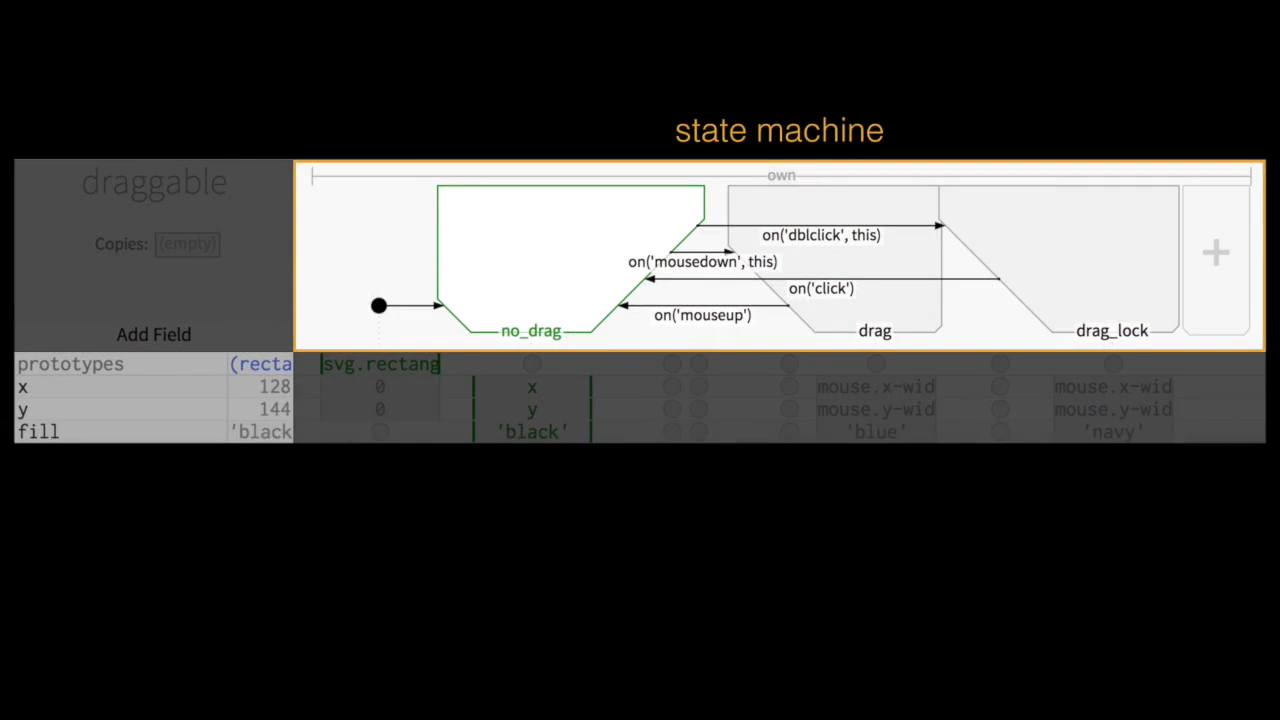 state machine
draggable
own
Copies: (empty)
on('dblclick', this)
on('mousedown', this)
on('click')
on('mouseup')
Add Field
no_drag
drag
drag_lock
prototypes (recta svg.rectang
x 128 0 x mouse.x-wid mouse.x-wid
y 144 0 y mouse.y-wid mouse.y-wid
fill 'black 'black' 'blue' 'navy'